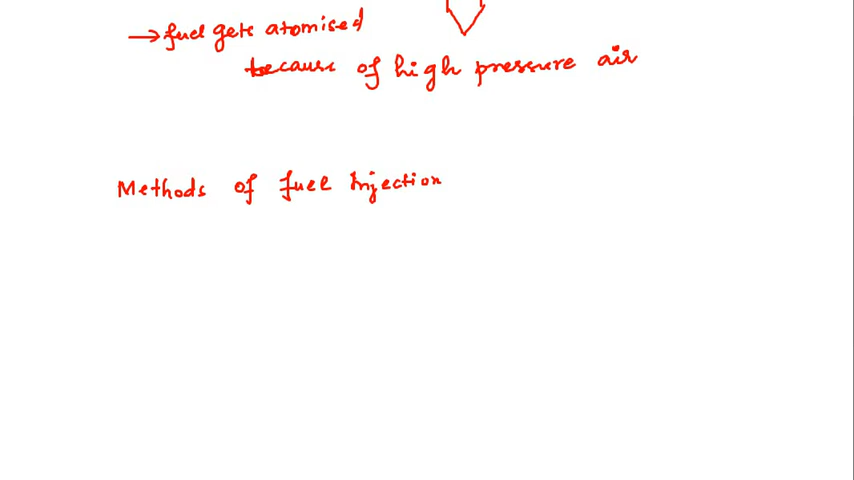 →fuel gets atomised
because of high pressure air
Methods of fuel Injection